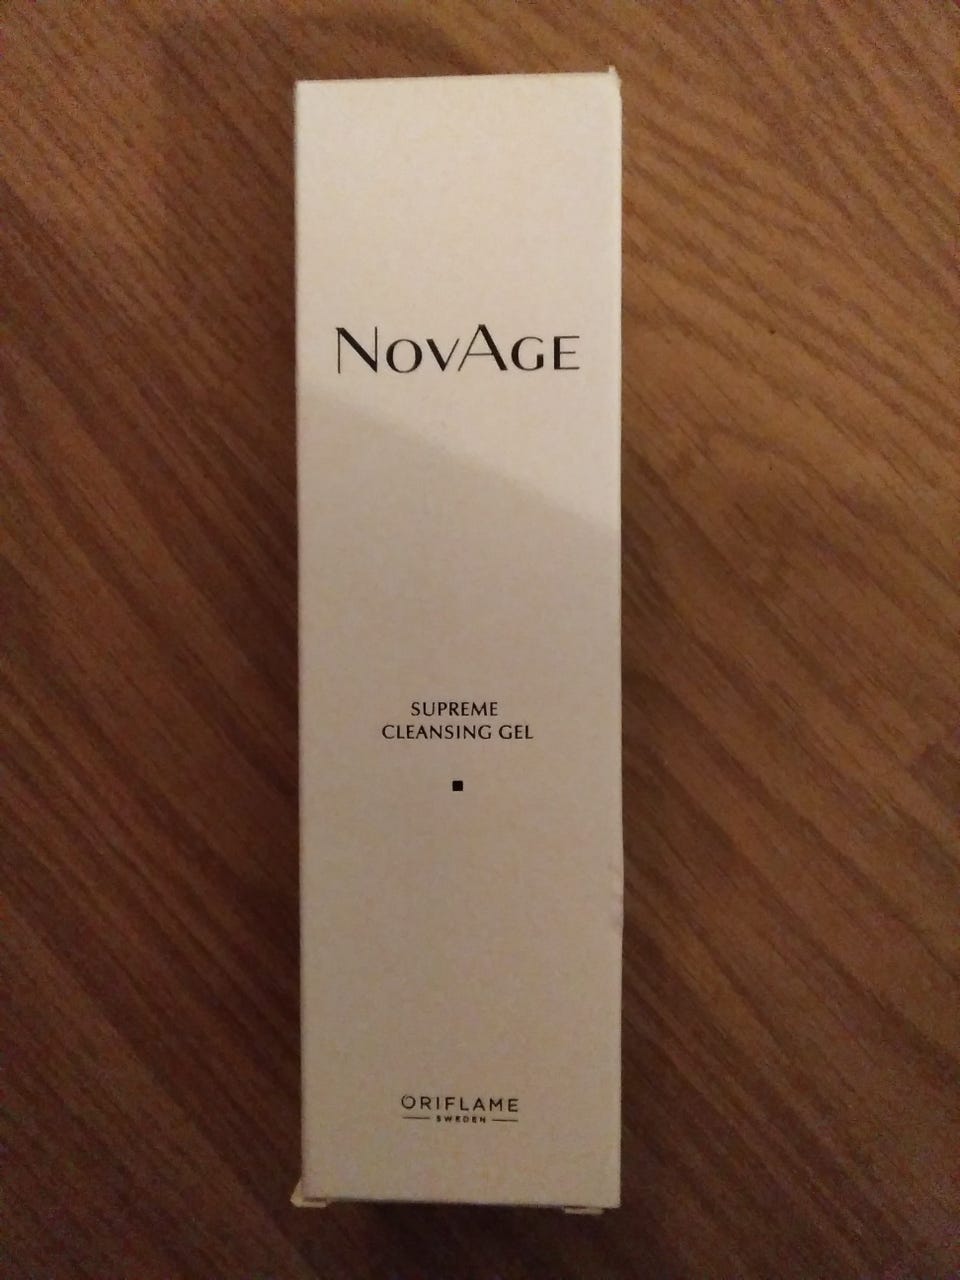 NOVAGE
SUPREME
CLEANSING GEL
ORIFLAME
SWEDEN